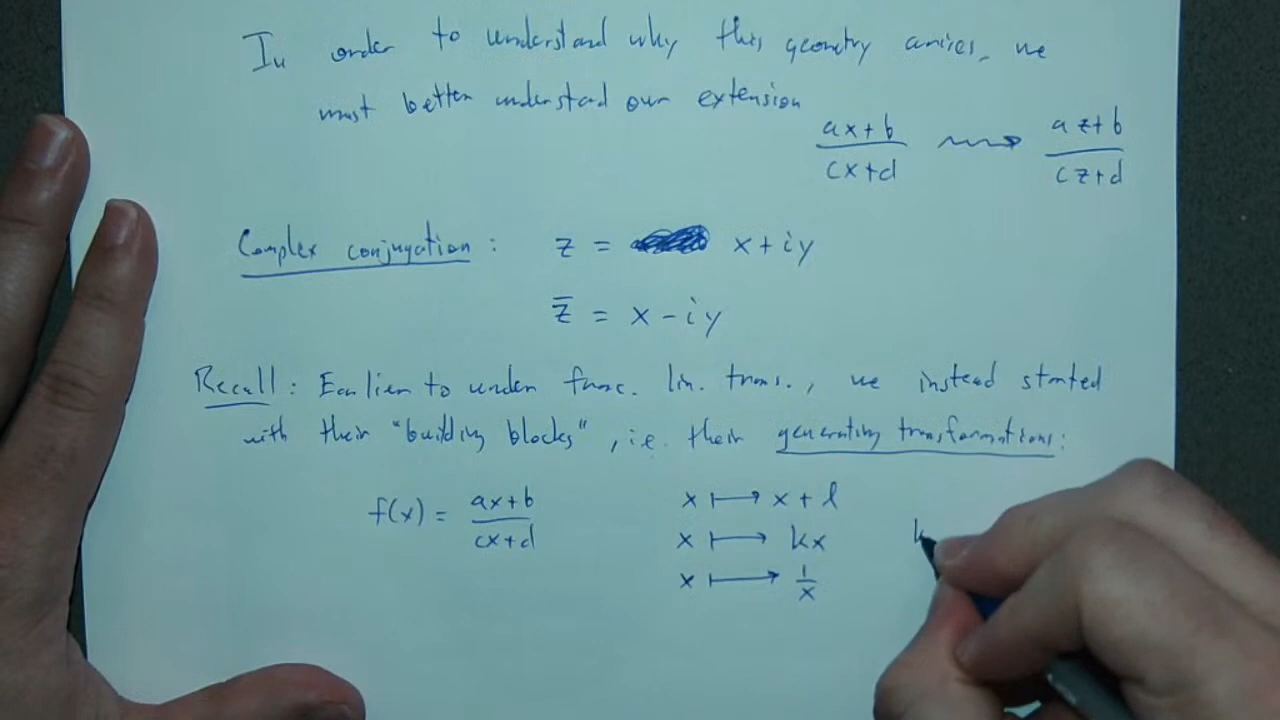 In order to understand why this geometry arises, we
must better understand our extension
ax+b / cx+d ⇝ az+b / cz+d
Complex conjugation : z = x+iy
z̄ = x-iy
Recall : Earlier to under frac. lin. trans., we instead started
with their "building blocks", i.e. their generating transformations:
f(x) = ax+b / cx+d
x ⟼ x + l
x ⟼ kx
x ⟼ 1/x
k